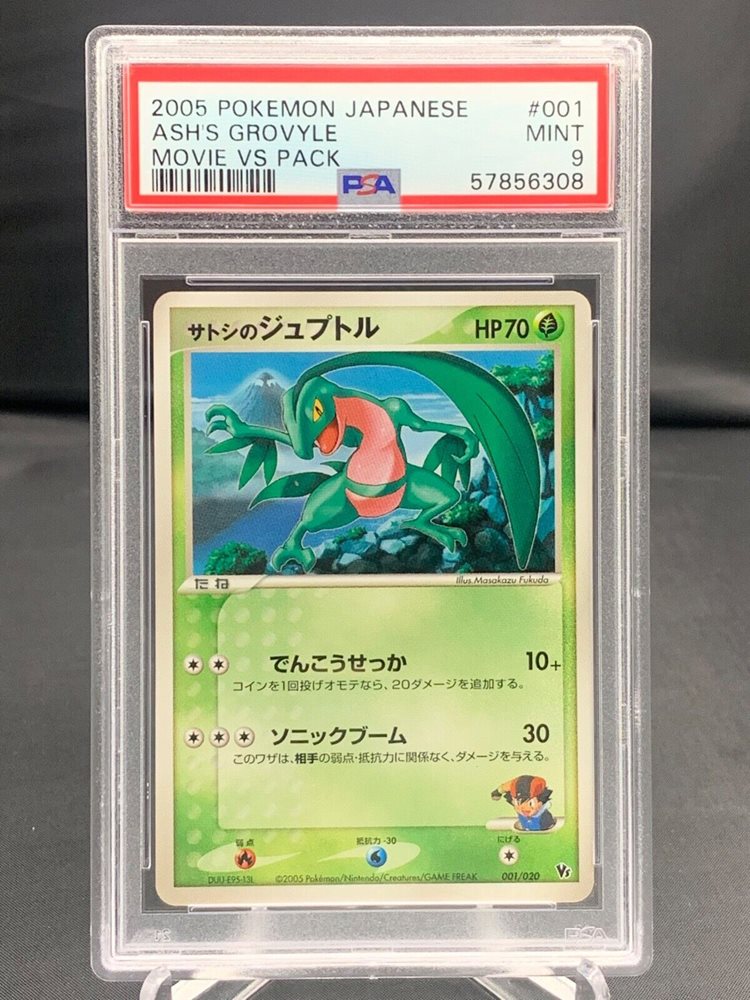 2005 POKEMON JAPANESE #001
ASH'S GROVYLE MINT
MOVIE VS PACK 9
PSA 57856308
サトシのジュプトル HP70
たね Illus.Masakazu Fukuda
でんこうせっか 10+
コインを1回投げオモテなら、20ダメージを追加する。
ソニックブーム 30
このワザは、相手の弱点・抵抗力に関係なく、ダメージを与える。
弱点 抵抗力-30 にげる
DUU-E95-13L ©2005 Pokémon/Nintendo/Creatures/GAME FREAK 001/020 VS
PSA